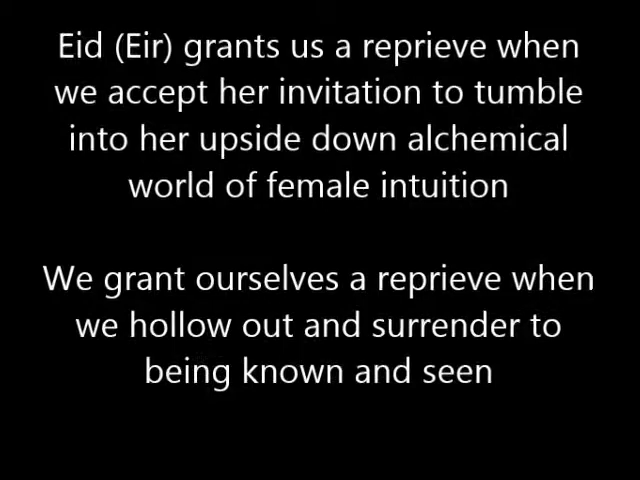 Eid (Eir) grants us a reprieve when
we accept her invitation to tumble
into her upside down alchemical
world of female intuition
We grant ourselves a reprieve when
we hollow out and surrender to
being known and seen